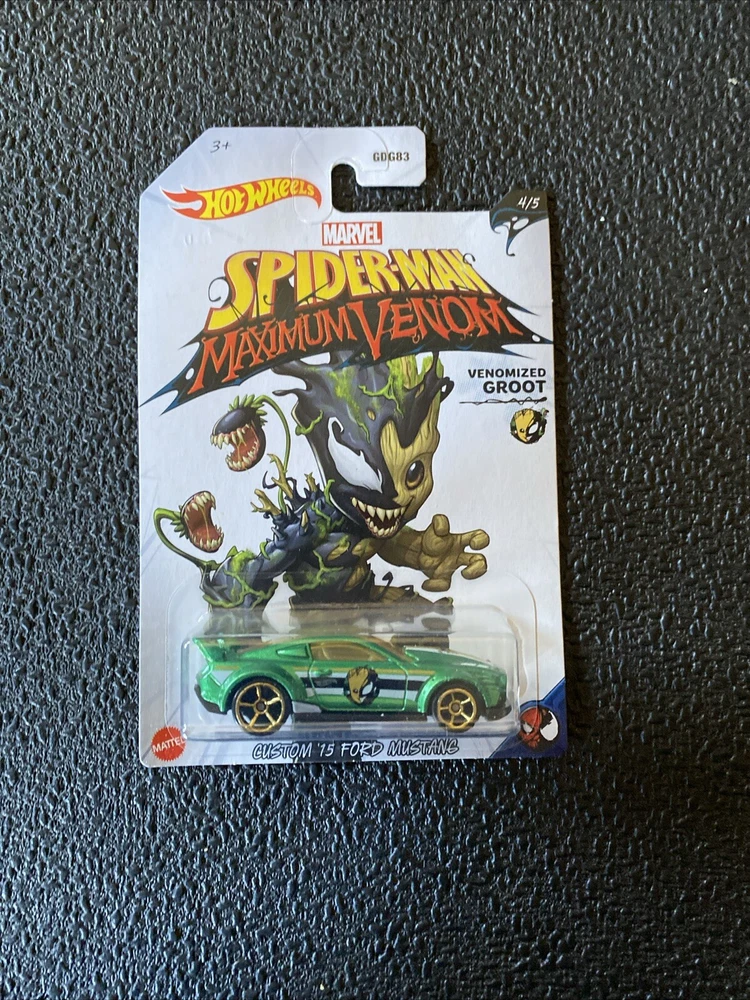 3+
GDG83
HOT WHEELS
4/5
MARVEL
SPIDER-MAN
MAXIMUM VENOM
VENOMIZED
GROOT
MATTEL
CUSTOM '15 FORD MUSTANG